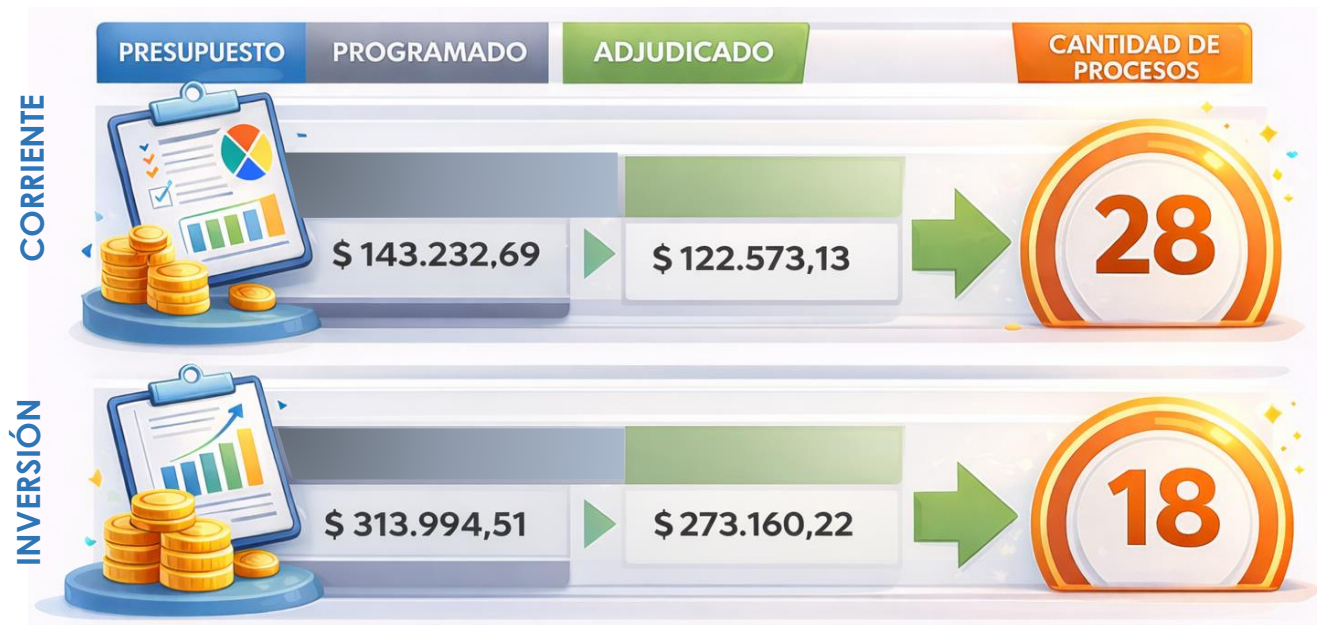 PRESUPUESTO PROGRAMADO ADJUDICADO CANTIDAD DE
PROCESOS
CORRIENTE
$ 143.232,69 $ 122.573,13 28
INVERSIÓN
$ 313.994,51 $ 273.160,22 18